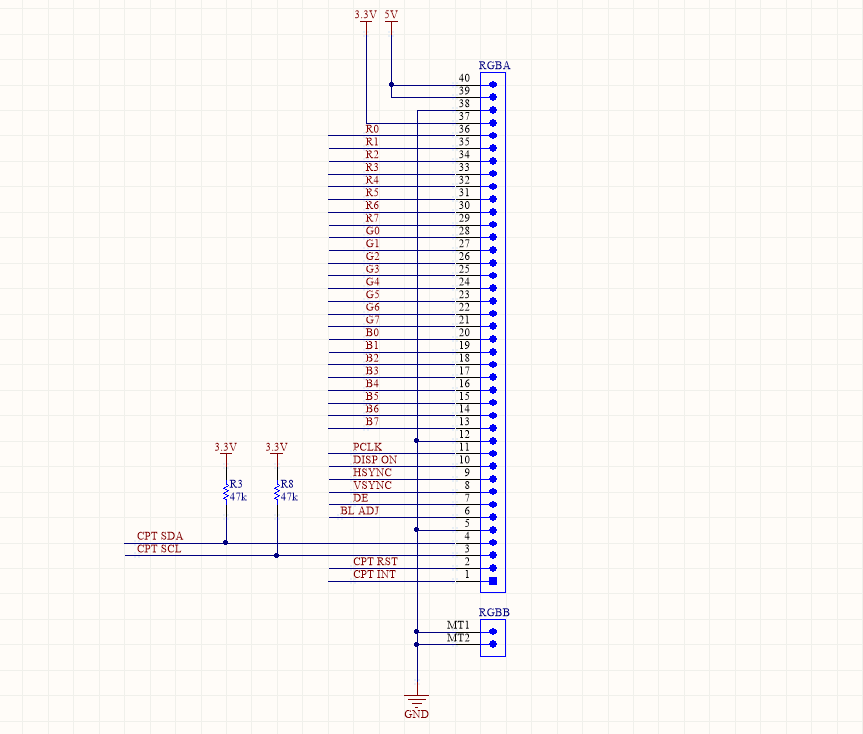 3.3V 5V
RGBA
40
39
38
37
R0 36
R1 35
R2 34
R3 33
R4 32
R5 31
R6 30
R7 29
G0 28
G1 27
G2 26
G3 25
G4 24
G5 23
G6 22
G7 21
B0 20
B1 19
B2 18
B3 17
B4 16
B5 15
B6 14
B7 13
12
3.3V 3.3V PCLK 11
DISP ON 10
HSYNC 9
R3 R8 VSYNC 8
47k 47k DE 7
BL ADJ 6
5
CPT SDA 4
CPT SCL 3
CPT RST 2
CPT INT 1
RGBB
MT1
MT2
GND